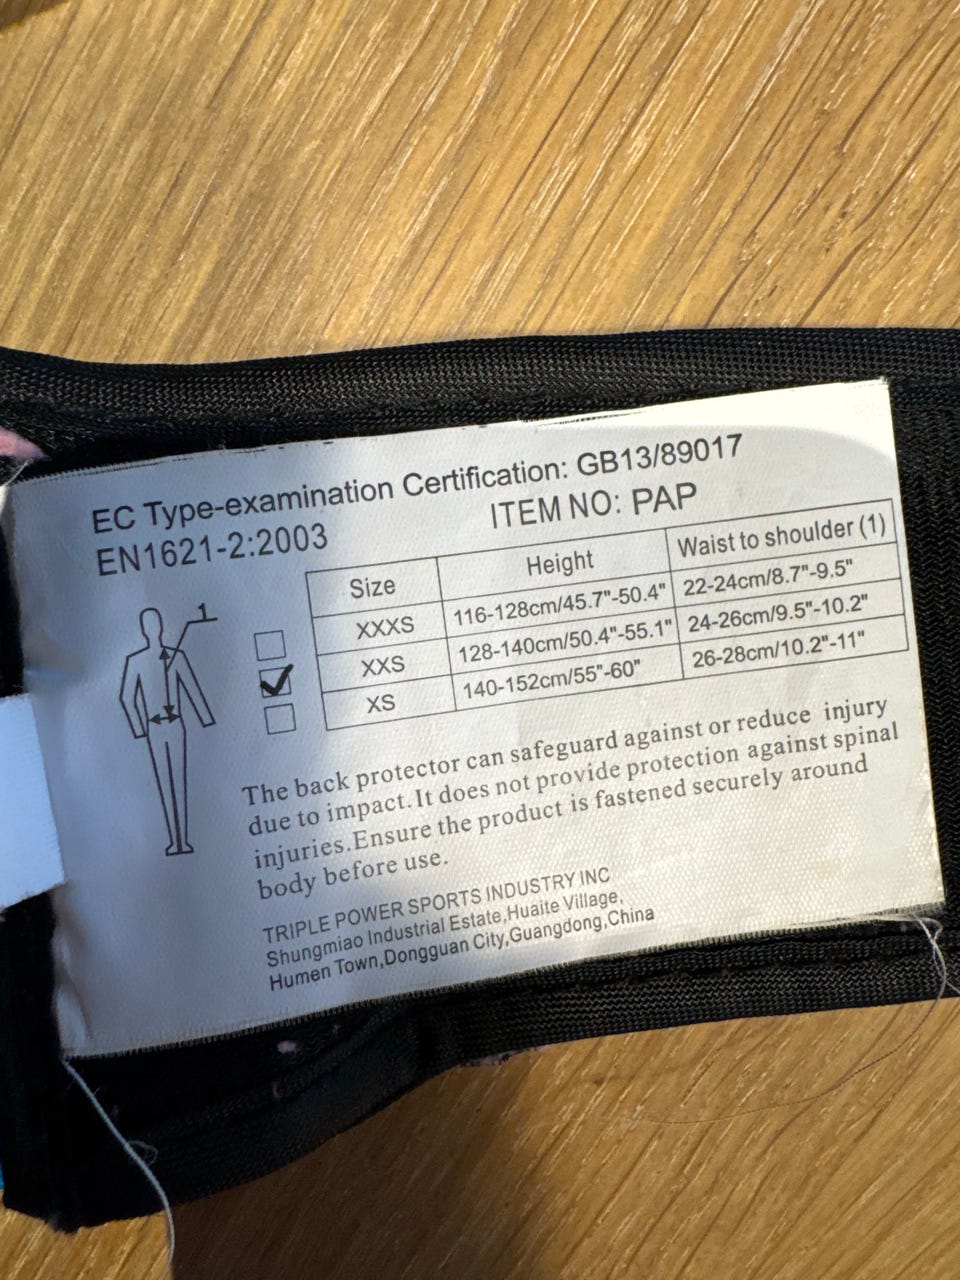 EC Type-examination Certification: GB13/89017
EN1621-2:2003
ITEM NO: PAP
Size Height Waist to shoulder (1)
XXXS 116-128cm/45.7"-50.4" 22-24cm/8.7"-9.5"
XXS 128-140cm/50.4"-55.1" 24-26cm/9.5"-10.2"
XS 140-152cm/55"-60" 26-28cm/10.2"-11"
1
The back protector can safeguard against or reduce injury
due to impact.It does not provide protection against spinal
injuries.Ensure the product is fastened securely around
body before use.
TRIPLE POWER SPORTS INDUSTRY INC
Shungmiao Industrial Estate,Huaite Village,
Humen Town,Dongguan City,Guangdong,China